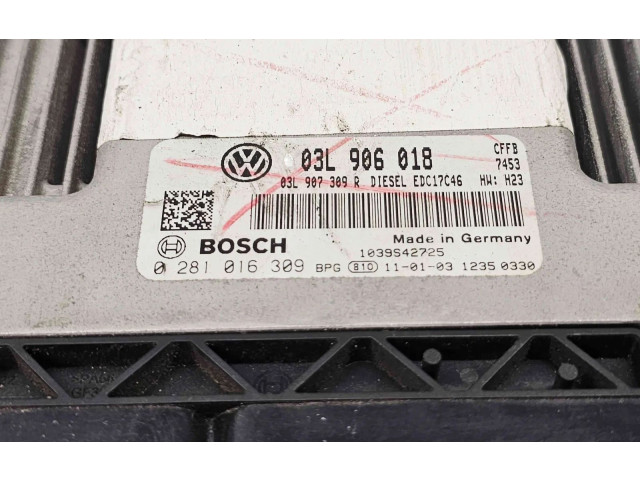 03L 906 018
CFFB
7453
03L 907 309 R DIESEL EDC17C46 HW: H23
BOSCH
Made in Germany
1039S42725
0 281 016 309 BPG 810 11-01-03 1235 0330